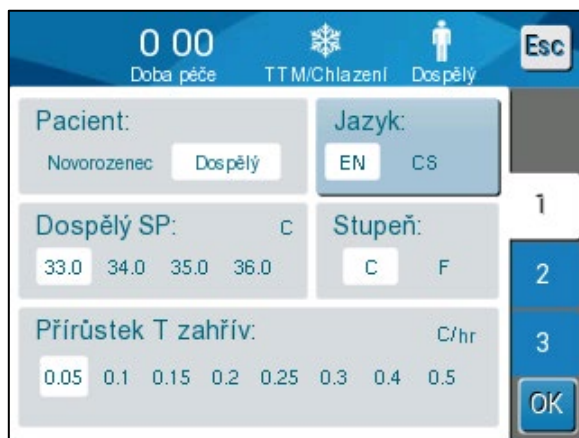 0 00
Doba péče
TTM/Chlazení
Dospělý
Esc
Pacient:
Novorozenec Dospělý
Jazyk:
EN CS
Dospělý SP: C
33.0 34.0 35.0 36.0
Stupeň:
C F
Přírůstek T zahřív: C/hr
0.05 0.1 0.15 0.2 0.25 0.3 0.4 0.5
1
2
3
OK